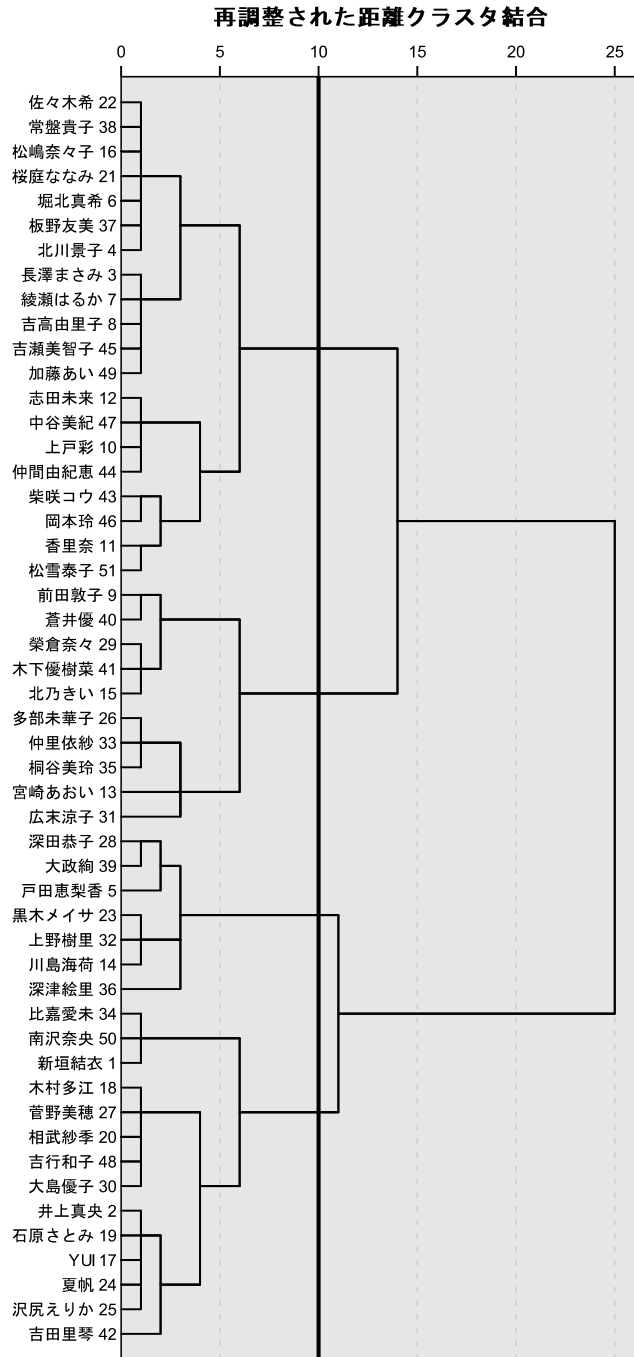 再調整された距離クラスタ結合
0 5 10 15 20 25
佐々木希 22
常盤貴子 38
松嶋奈々子 16
桜庭ななみ 21
堀北真希 6
板野友美 37
北川景子 4
長澤まさみ 3
綾瀬はるか 7
吉高由里子 8
吉瀬美智子 45
加藤あい 49
志田未来 12
中谷美紀 47
上戸彩 10
仲間由紀恵 44
柴咲コウ 43
岡本玲 46
香里奈 11
松雪泰子 51
前田敦子 9
蒼井優 40
榮倉奈々 29
木下優樹菜 41
北乃きい 15
多部未華子 26
仲里依紗 33
桐谷美玲 35
宮崎あおい 13
広末涼子 31
深田恭子 28
大政絢 39
戸田恵梨香 5
黒木メイサ 23
上野樹里 32
川島海荷 14
深津絵里 36
比嘉愛未 34
南沢奈央 50
新垣結衣 1
木村多江 18
菅野美穂 27
相武紗季 20
吉行和子 48
大島優子 30
井上真央 2
石原さとみ 19
YUI 17
夏帆 24
沢尻えりか 25
吉田里琴 42